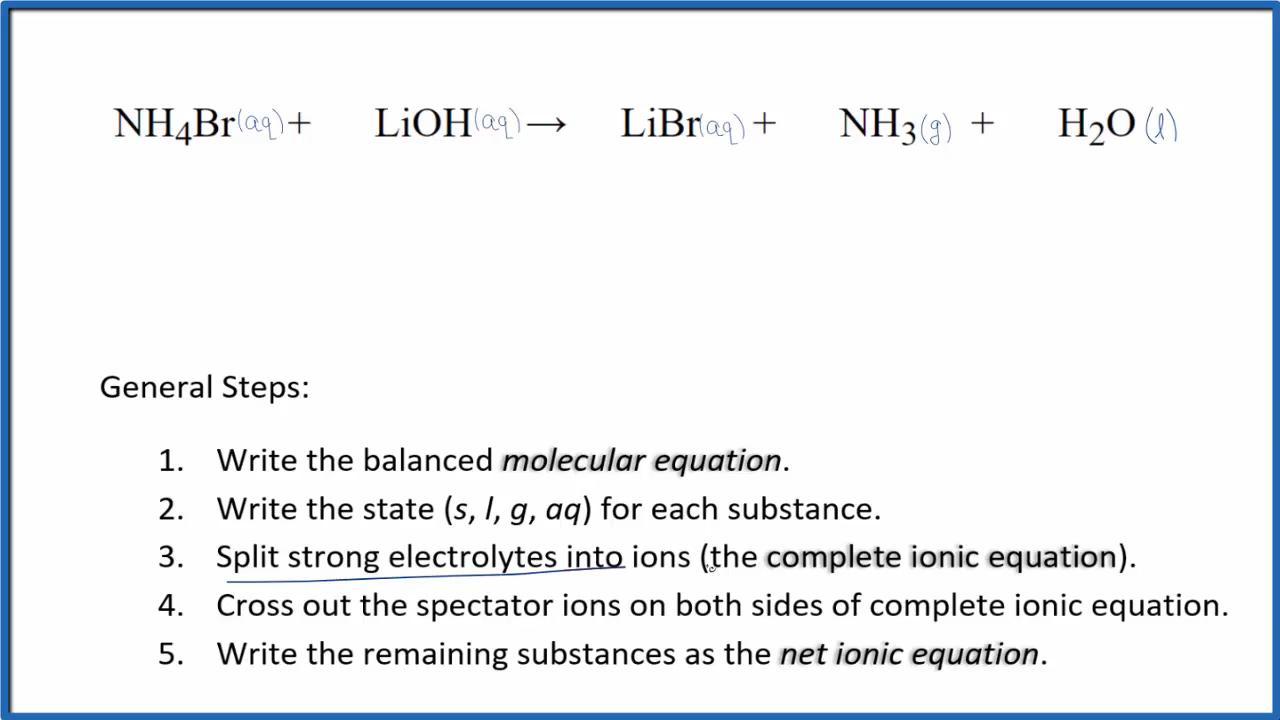 NH₄Br(aq) + LiOH(aq) → LiBr(aq) + NH₃(g) + H₂O(l)
General Steps:
1. Write the balanced molecular equation.
2. Write the state (s, l, g, aq) for each substance.
3. Split strong electrolytes into ions (the complete ionic equation).
4. Cross out the spectator ions on both sides of complete ionic equation.
5. Write the remaining substances as the net ionic equation.